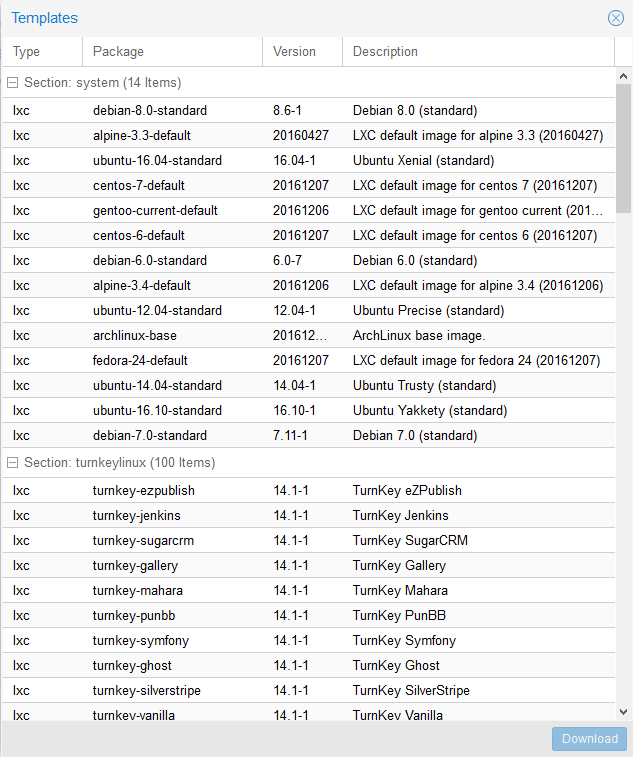 Templates
Type Package Version Description
Section: system (14 Items)
lxc debian-8.0-standard 8.6-1 Debian 8.0 (standard)
lxc alpine-3.3-default 20160427 LXC default image for alpine 3.3 (20160427)
lxc ubuntu-16.04-standard 16.04-1 Ubuntu Xenial (standard)
lxc centos-7-default 20161207 LXC default image for centos 7 (20161207)
lxc gentoo-current-default 20161206 LXC default image for gentoo current (201...
lxc centos-6-default 20161207 LXC default image for centos 6 (20161207)
lxc debian-6.0-standard 6.0-7 Debian 6.0 (standard)
lxc alpine-3.4-default 20161206 LXC default image for alpine 3.4 (20161206)
lxc ubuntu-12.04-standard 12.04-1 Ubuntu Precise (standard)
lxc archlinux-base 201612... ArchLinux base image.
lxc fedora-24-default 20161207 LXC default image for fedora 24 (20161207)
lxc ubuntu-14.04-standard 14.04-1 Ubuntu Trusty (standard)
lxc ubuntu-16.10-standard 16.10-1 Ubuntu Yakkety (standard)
lxc debian-7.0-standard 7.11-1 Debian 7.0 (standard)
Section: turnkeylinux (100 Items)
lxc turnkey-ezpublish 14.1-1 TurnKey eZPublish
lxc turnkey-jenkins 14.1-1 TurnKey Jenkins
lxc turnkey-sugarcrm 14.1-1 TurnKey SugarCRM
lxc turnkey-gallery 14.1-1 TurnKey Gallery
lxc turnkey-mahara 14.1-1 TurnKey Mahara
lxc turnkey-punbb 14.1-1 TurnKey PunBB
lxc turnkey-symfony 14.1-1 TurnKey Symfony
lxc turnkey-ghost 14.1-1 TurnKey Ghost
lxc turnkey-silverstripe 14.1-1 TurnKey SilverStripe
lxc turnkey-vanilla 14.1-1 TurnKey Vanilla
Download